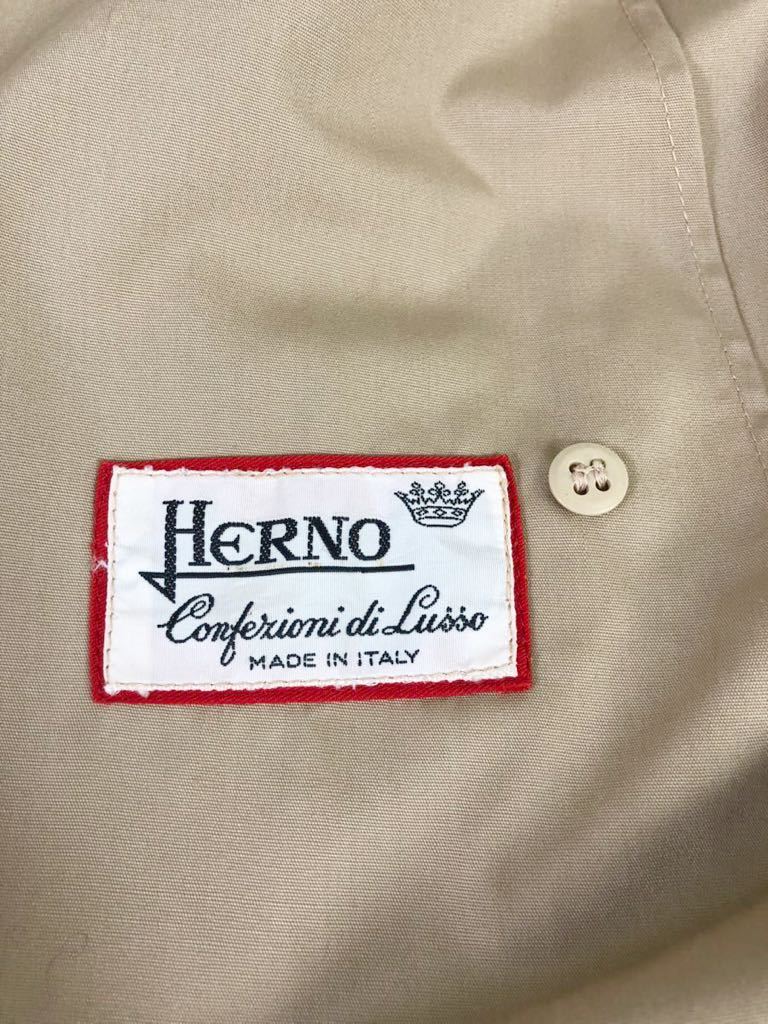 HERNO
Confezioni di Lusso
MADE IN ITALY